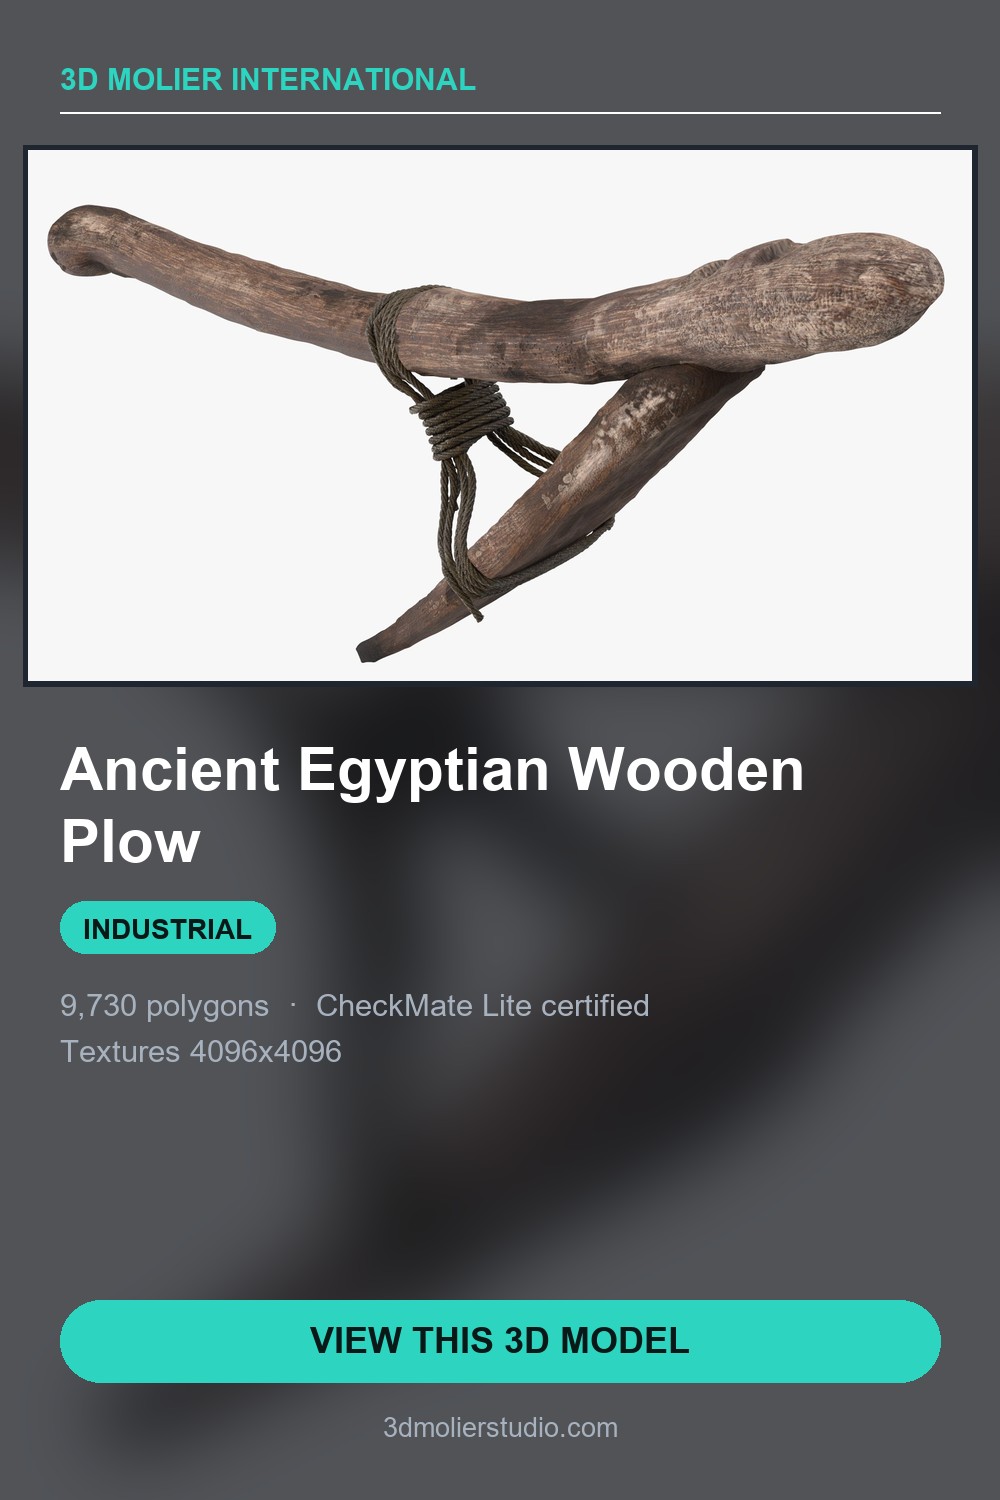 3D MOLIER INTERNATIONAL
Ancient Egyptian Wooden
Plow
INDUSTRIAL
9,730 polygons · CheckMate Lite certified
Textures 4096x4096
VIEW THIS 3D MODEL
3dmolierstudio.com